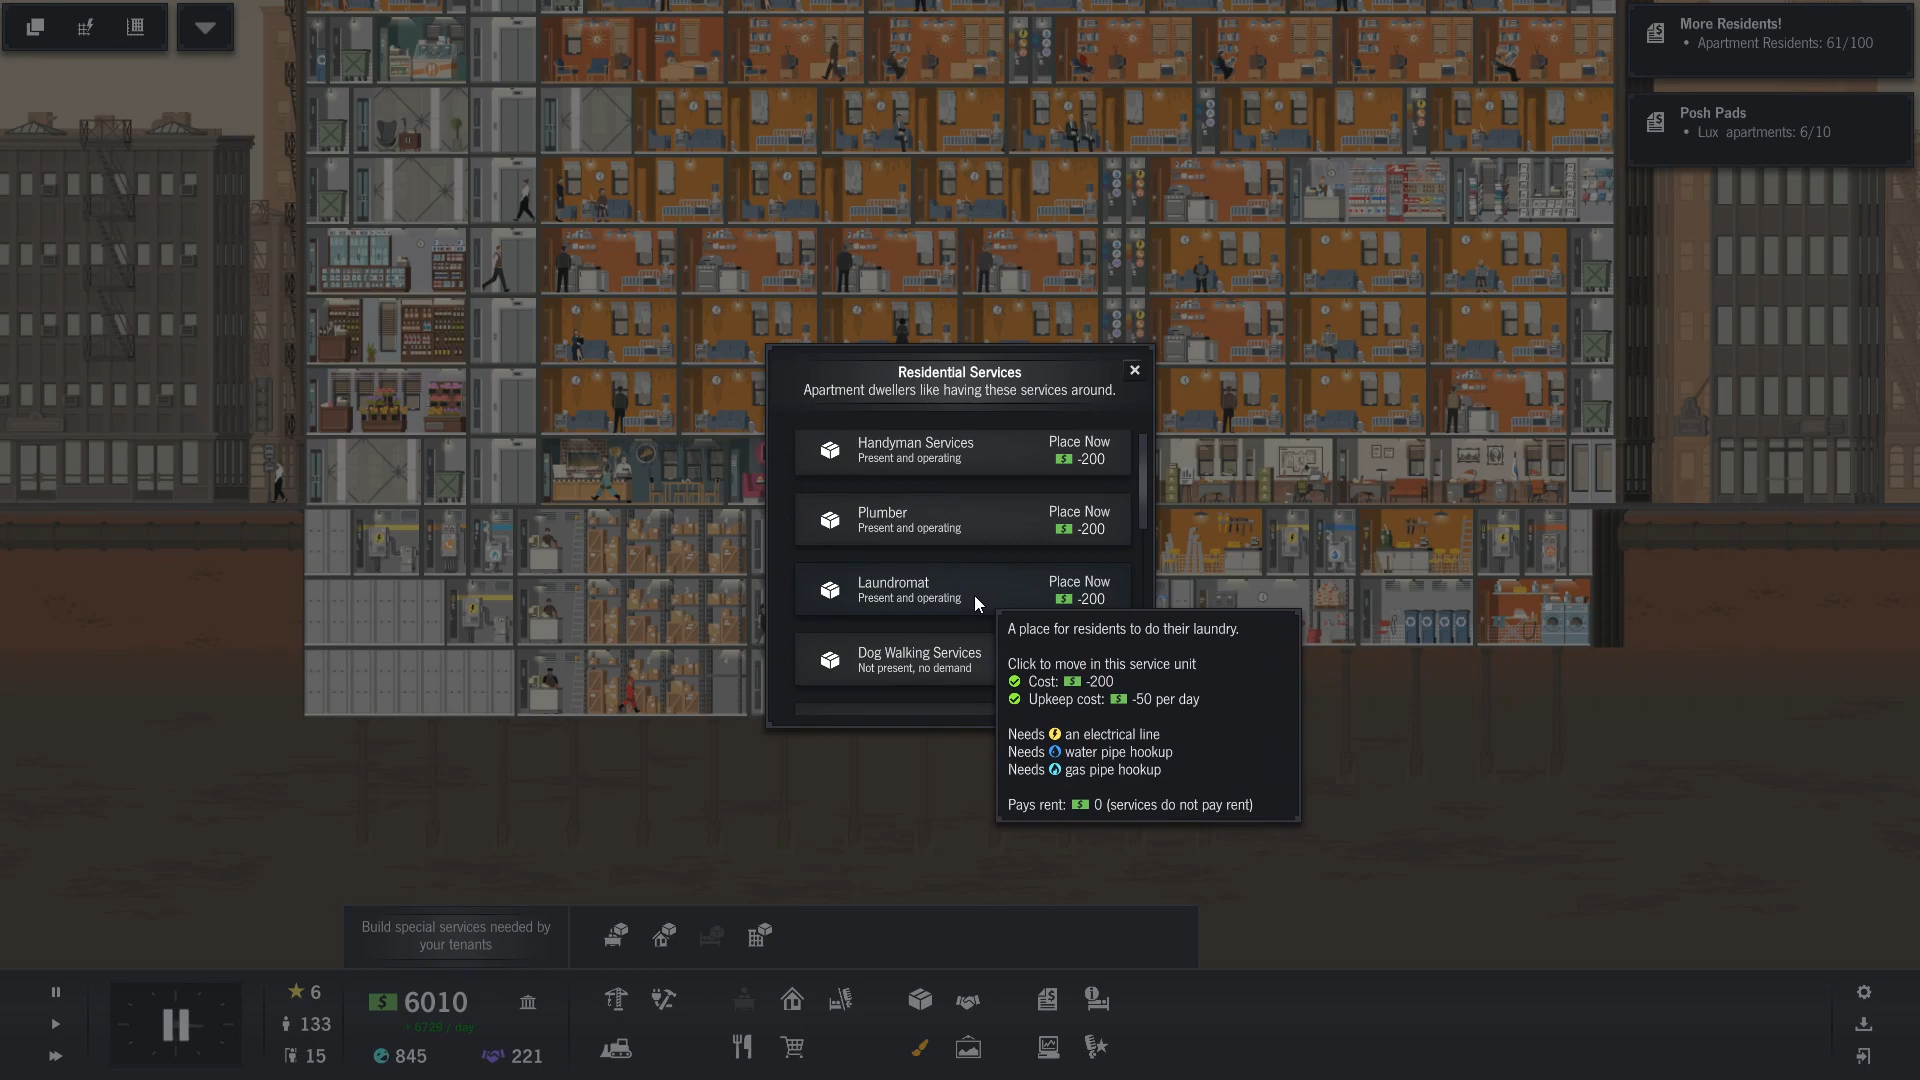 More Residents!
• Apartment Residents: 61/100
Posh Pads
• Lux apartments: 6/10
Residential Services
Apartment dwellers like having these services around.
Handyman Services
Present and operating
Place Now
-200
Plumber
Present and operating
Place Now
-200
Laundromat
Present and operating
Place Now
-200
Dog Walking Services
Not present, no demand
A place for residents to do their laundry.
Click to move in this service unit
Cost: $ -200
Upkeep cost: $ -50 per day
Needs an electrical line
Needs water pipe hookup
Needs gas pipe hookup
Pays rent: $ 0 (services do not pay rent)
Build special services needed by
your tenants
6
133
15
$ 6010
+ 6729 / day
845
221